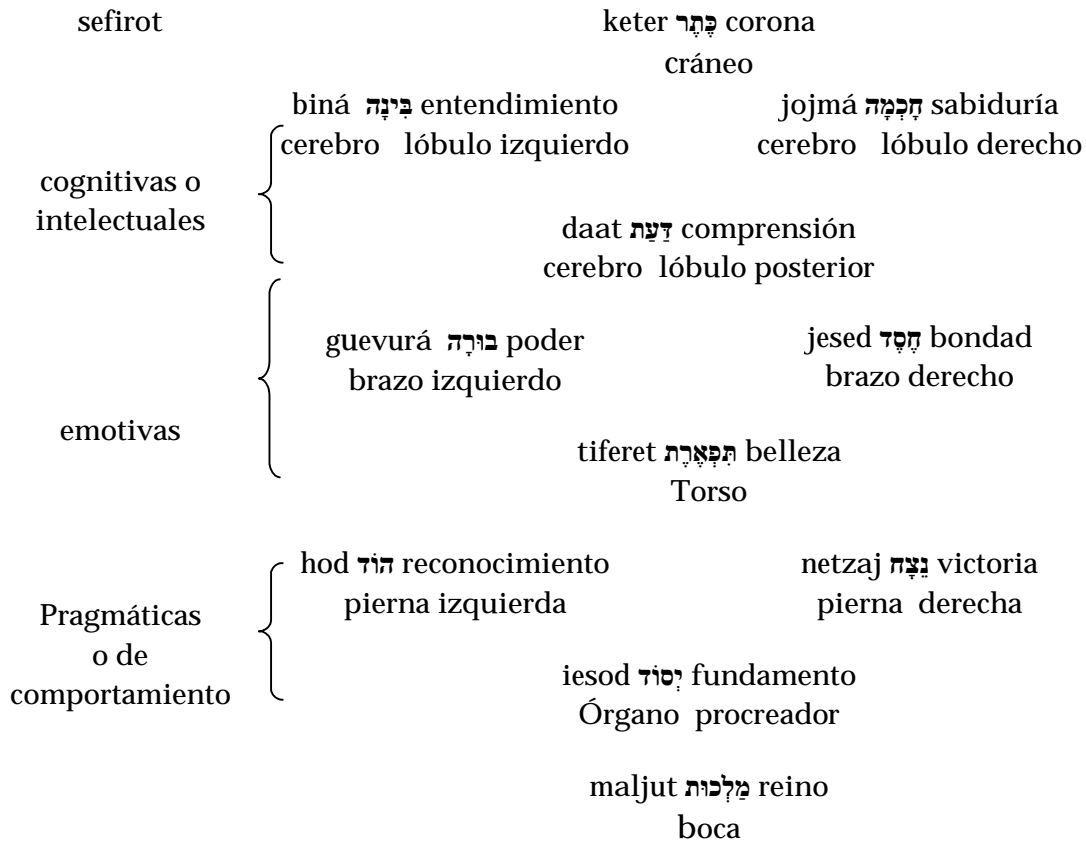 sefirot keter כֶּתֶר corona
cráneo
biná בִּינָה entendimiento jojmá חָכְמָה sabiduría
cerebro lóbulo izquierdo cerebro lóbulo derecho
cognitivas o
intelectuales
daat דַּעַת comprensión
cerebro lóbulo posterior
guevurá בוּרָה poder jesed חֶסֶד bondad
brazo izquierdo brazo derecho
emotivas
tiferet תִּפְאֶרֶת belleza
Torso
hod הוֹד reconocimiento netzaj נֵצָח victoria
pierna izquierda pierna derecha
Pragmáticas
o de
comportamiento
iesod יְסוֹד fundamento
Órgano procreador
maljut מַלְכוּת reino
boca